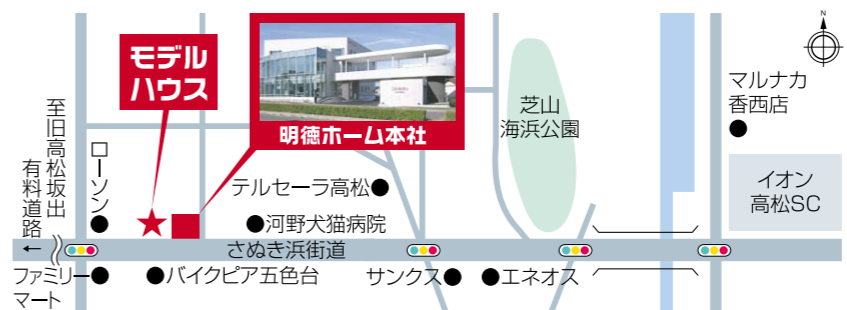 N
モデル
ハウス
明徳ホーム本社
芝山
海浜公園
マルナカ
香西店
イオン
高松SC
至旧高松坂出
有料道路
←
ローソン
テルセーラ高松
河野犬猫病院
さぬき浜街道
ファミリー
マート
バイクピア五色台
サンクス
エネオス